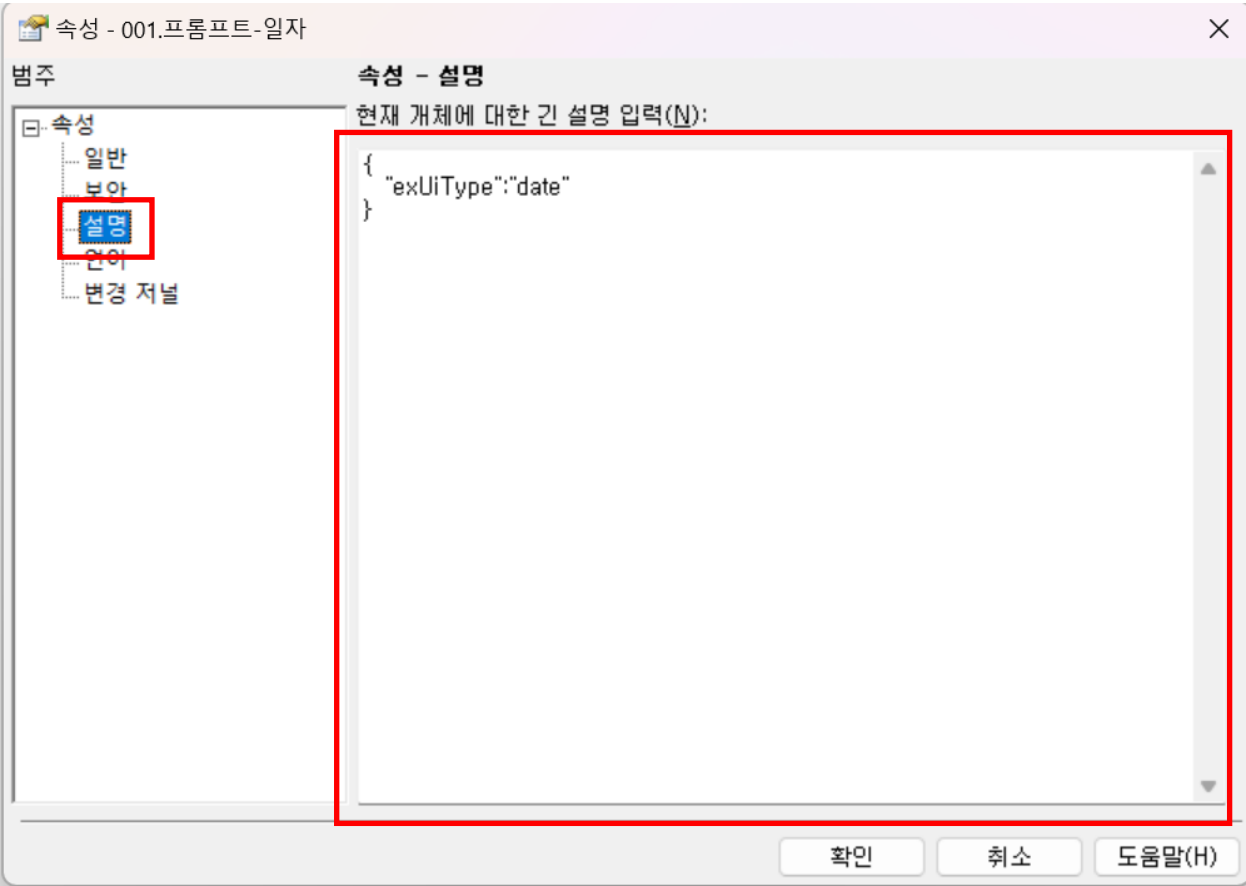 속성 - 001.프롬프트-일자
범주
속성
일반
보안
설명
언어
변경 저널
속성 - 설명
현재 개체에 대한 긴 설명 입력(N):
{
"exUiType":"date"
}
확인
취소
도움말(H)